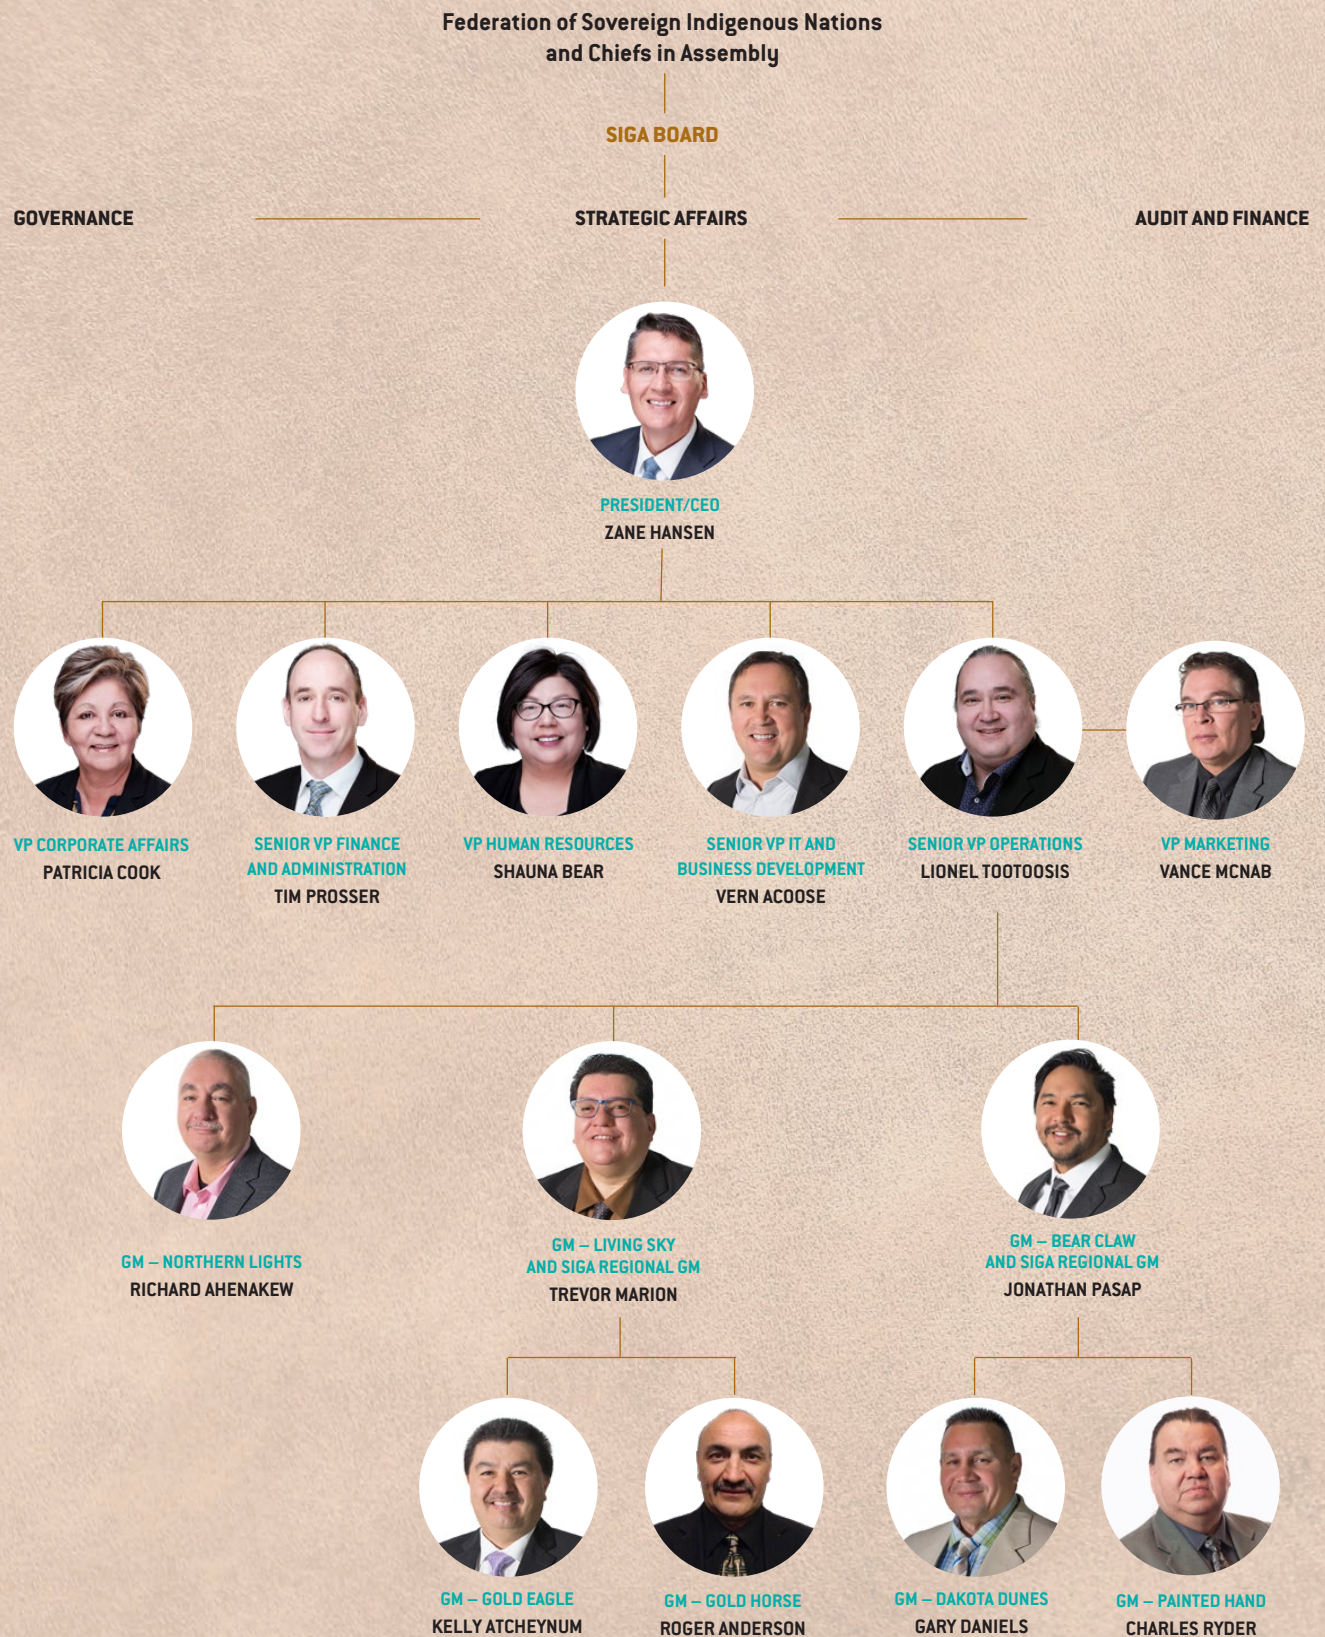 Federation of Sovereign Indigenous Nations
and Chiefs in Assembly
SIGA BOARD
GOVERNANCE
STRATEGIC AFFAIRS
AUDIT AND FINANCE
PRESIDENT/CEO
ZANE HANSEN
VP CORPORATE AFFAIRS
PATRICIA COOK
SENIOR VP FINANCE
AND ADMINISTRATION
TIM PROSSER
VP HUMAN RESOURCES
SHAUNA BEAR
SENIOR VP IT AND
BUSINESS DEVELOPMENT
VERN ACOOSE
SENIOR VP OPERATIONS
LIONEL TOOTOOSIS
VP MARKETING
VANCE MCNAB
GM – NORTHERN LIGHTS
RICHARD AHENAKEW
GM – LIVING SKY
AND SIGA REGIONAL GM
TREVOR MARION
GM – BEAR CLAW
AND SIGA REGIONAL GM
JONATHAN PASAP
GM – GOLD EAGLE
KELLY ATCHEYNUM
GM – GOLD HORSE
ROGER ANDERSON
GM – DAKOTA DUNES
GARY DANIELS
GM – PAINTED HAND
CHARLES RYDER